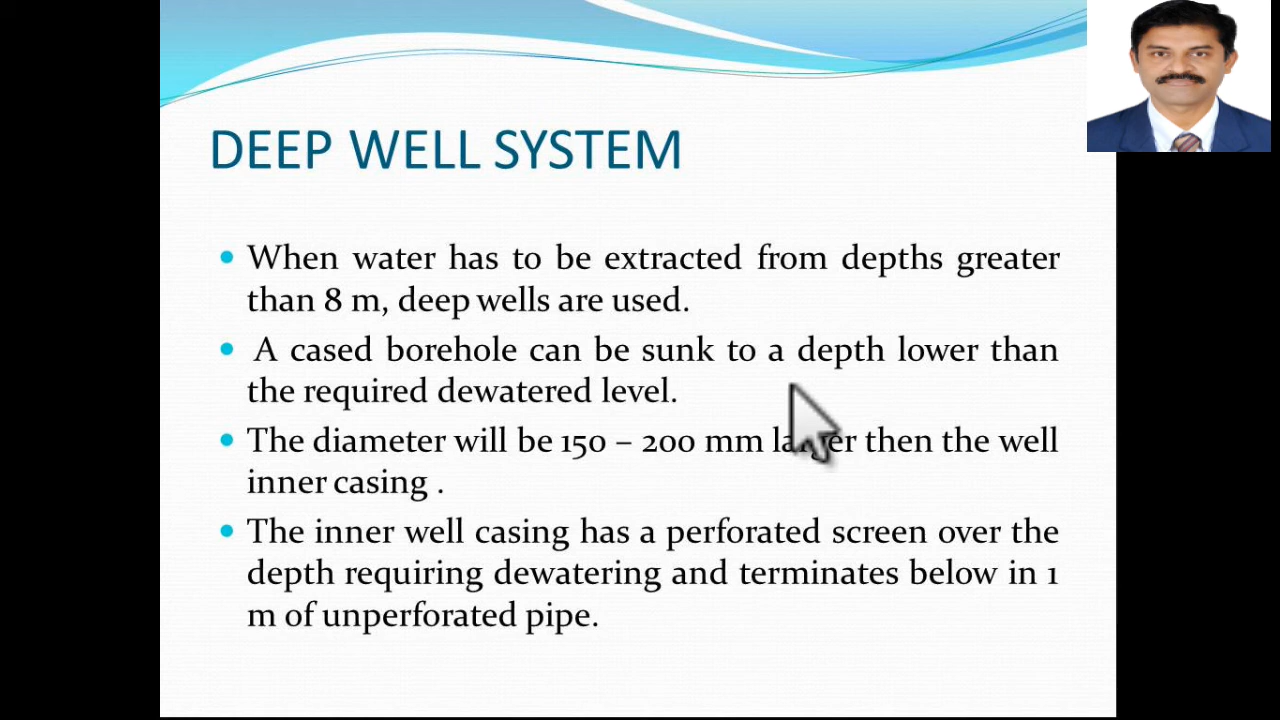 DEEP WELL SYSTEM
When water has to be extracted from depths greater
than 8 m, deep wells are used.
A cased borehole can be sunk to a depth lower than
the required dewatered level.
The diameter will be 150 – 200 mm larger then the well
inner casing .
The inner well casing has a perforated screen over the
depth requiring dewatering and terminates below in 1
m of unperforated pipe.